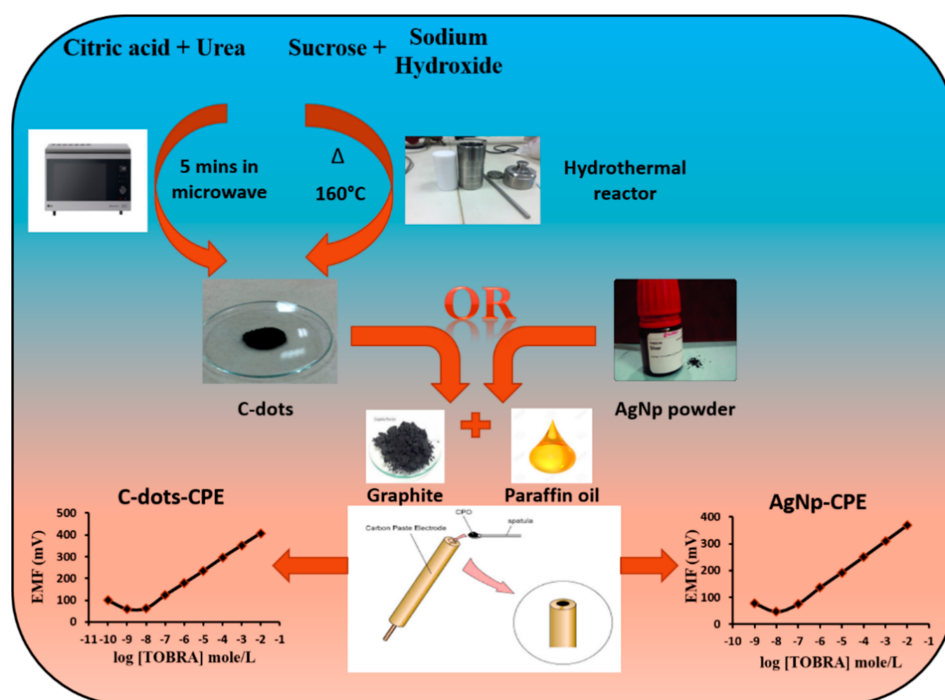 Citric acid + Urea
Sucrose +
Sodium
Hydroxide
5 mins in
microwave
Δ
160°C
Hydrothermal
reactor
OR
C-dots
AgNp powder
+
Graphite
Paraffin oil
C-dots-CPE
EMF (mV)
500
400
300
200
100
0
-11 -10 -9 -8 -7 -6 -5 -4 -3 -2 -1
log [TOBRA] mole/L
CPO
spatula
Carbon Paste Electrode
AgNp-CPE
EMF (mV)
400
300
200
100
0
-10 -9 -8 -7 -6 -5 -4 -3 -2 -1
log [TOBRA] mole/L